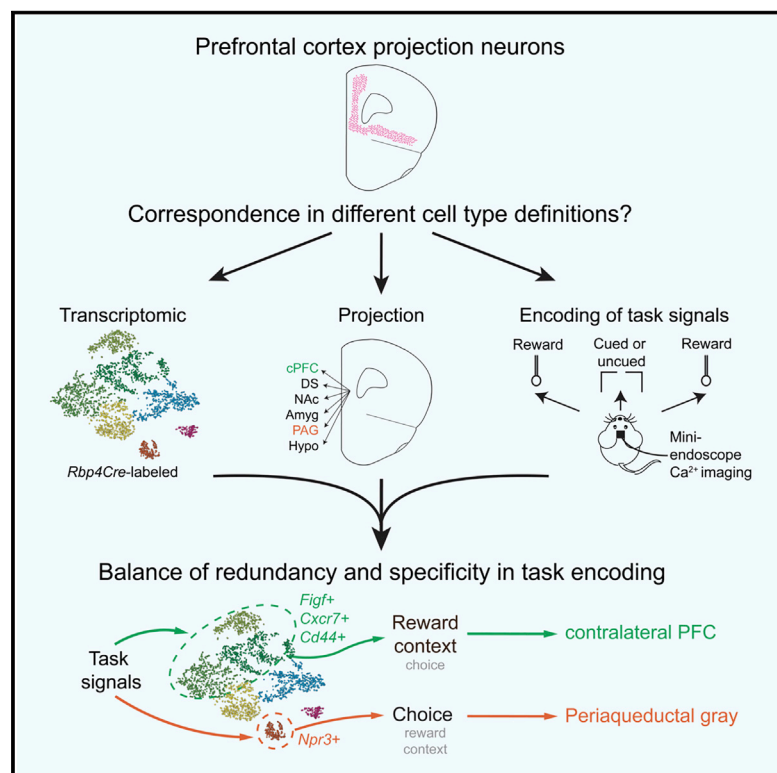 Prefrontal cortex projection neurons
Correspondence in different cell type definitions?
Transcriptomic
Rbp4Cre-labeled
Projection
cPFC
DS
NAc
Amyg
PAG
Hypo
Encoding of task signals
Reward
Cued or
uncued
Reward
Mini-
endoscope
Ca²⁺ imaging
Balance of redundancy and specificity in task encoding
Task
signals
Figf+
Cxcr7+
Cd44+
Npr3+
Reward
context
choice
contralateral PFC
Choice
reward
context
Periaqueductal gray